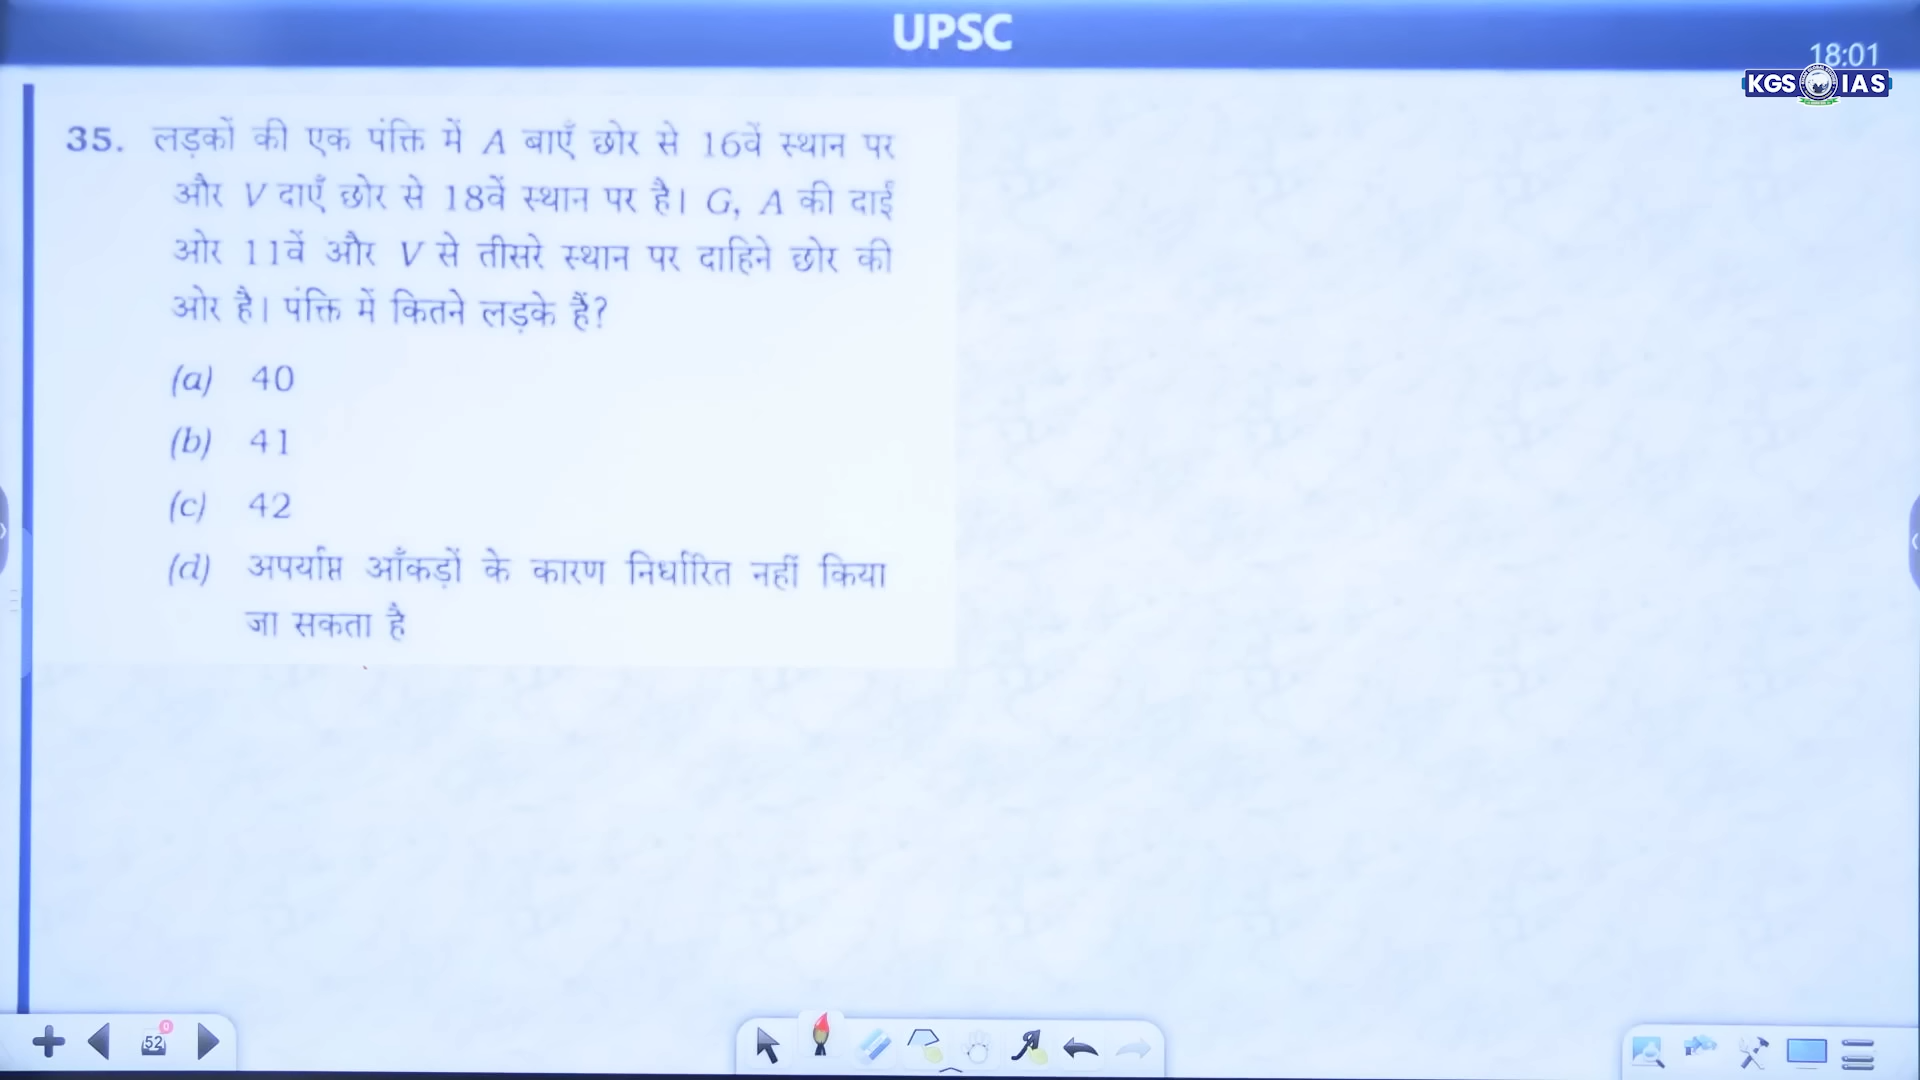 UPSC
18:01
KGS IAS
35. लड़कों की एक पंक्ति में A बाएँ छोर से 16वें स्थान पर
और V दाएँ छोर से 18वें स्थान पर है। G, A की दाईं
ओर 11वें और V से तीसरे स्थान पर दाहिने छोर की
ओर है। पंक्ति में कितने लड़के हैं?
(a) 40
(b) 41
(c) 42
(d) अपर्याप्त आँकड़ों के कारण निर्धारित नहीं किया
जा सकता है
52
0